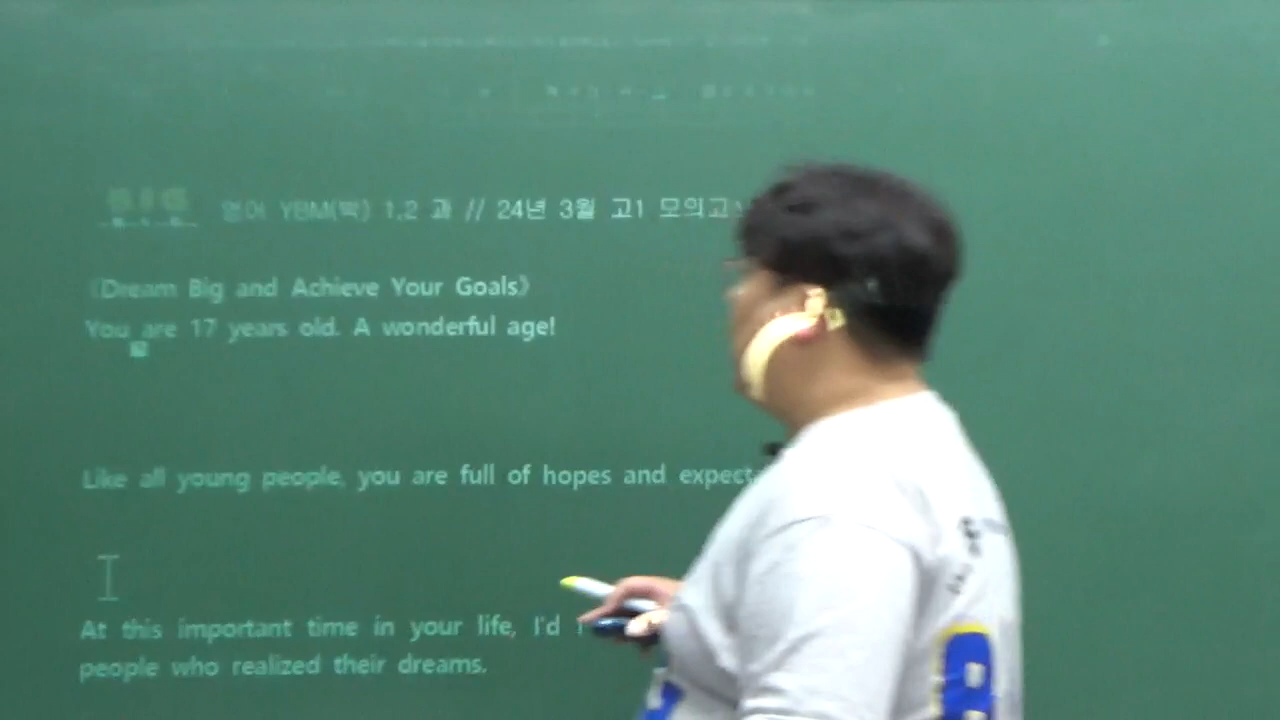 영어 YBM(박) 1,2 과 // 24년 3월 고1 모의고
《Dream Big and Achieve Your Goals》
You are 17 years old. A wonderful age!
Like all young people, you are full of hopes and expect
At this important time in your life, I'd
people who realized their dreams.